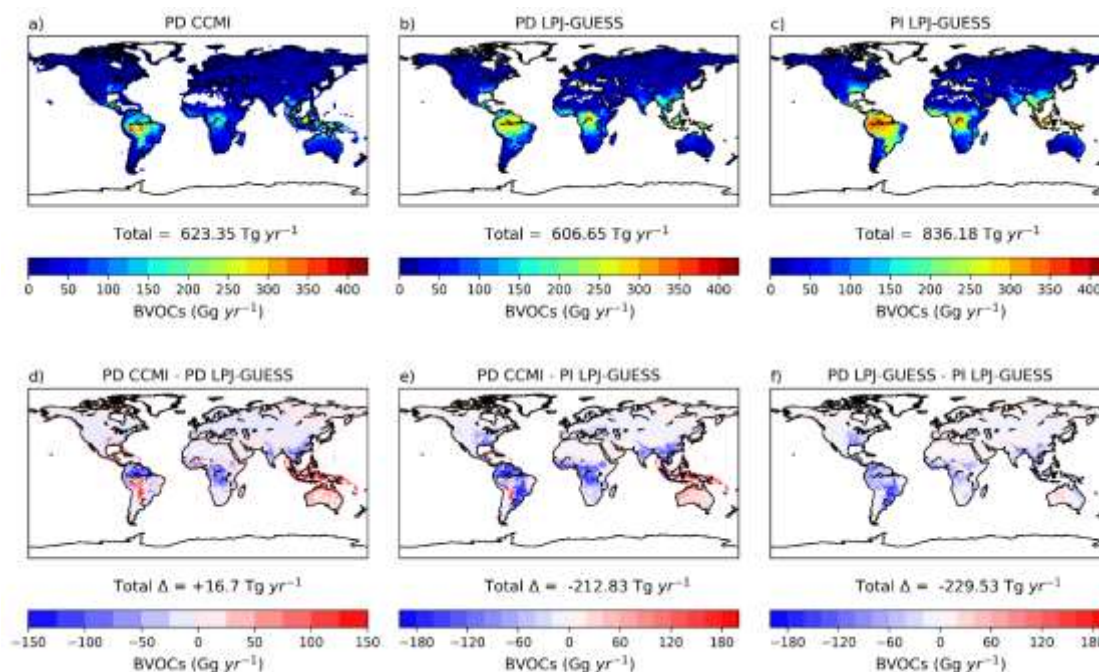 a) PD CCMI
b) PD LPJ-GUESS
c) PI LPJ-GUESS
Total = 623.35 Tg yr⁻¹
Total = 606.65 Tg yr⁻¹
Total = 836.18 Tg yr⁻¹
0 50 100 150 200 250 300 350 400
0 50 100 150 200 250 300 350 400
0 50 100 150 200 250 300 350 400
BVOCs (Gg yr⁻¹)
BVOCs (Gg yr⁻¹)
BVOCs (Gg yr⁻¹)
d) PD CCMI - PD LPJ-GUESS
e) PD CCMI - PI LPJ-GUESS
f) PD LPJ-GUESS - PI LPJ-GUESS
Total Δ = +16.7 Tg yr⁻¹
Total Δ = -212.83 Tg yr⁻¹
Total Δ = -229.53 Tg yr⁻¹
−150 −100 −50 0 50 100 150
−180 −120 −60 0 60 120 180
−180 −120 −60 0 60 120 180
BVOCs (Gg yr⁻¹)
BVOCs (Gg yr⁻¹)
BVOCs (Gg yr⁻¹)